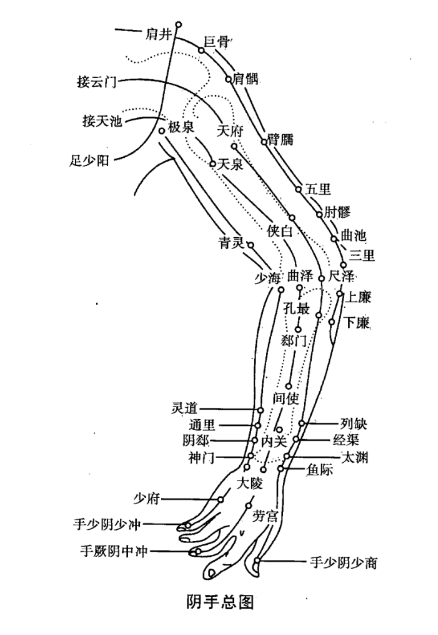 肩井
巨骨
肩髃
接云门
接天池
极泉
天府
臂臑
足少阳
天泉
五里
肘髎
侠白
曲池
青灵
三里
少海
曲泽
尺泽
上廉
孔最
下廉
郄门
间使
灵道
通里
列缺
阴郄
内关
经渠
神门
太渊
鱼际
大陵
少府
劳宫
手少阴少冲
手厥阴中冲
手少阴少商
阴手总图